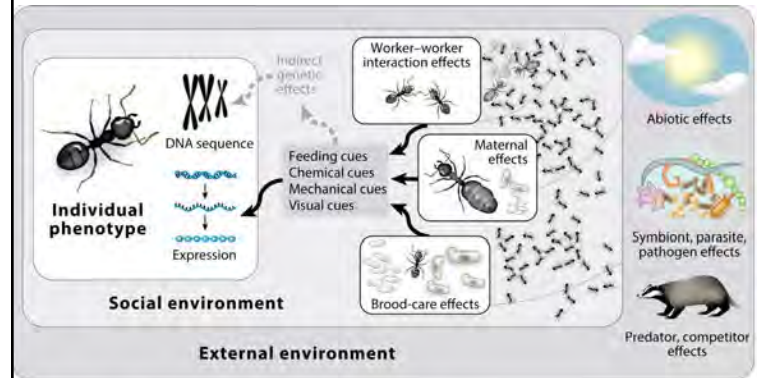 Worker–worker
interaction effects
Indirect
genetic
effects
DNA sequence
Maternal
effects
Feeding cues
Chemical cues
Mechanical cues
Visual cues
Individual
phenotype
Expression
Brood-care effects
Social environment
External environment
Abiotic effects
Symbiont, parasite,
pathogen effects
Predator, competitor
effects